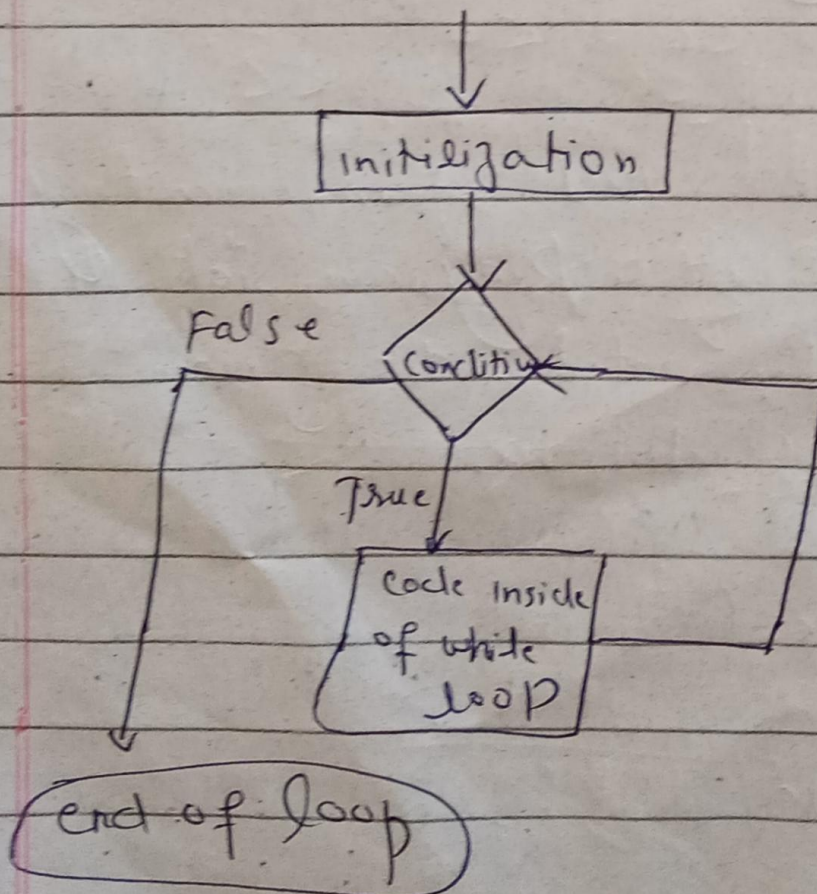 initilization
False
Condition
True
Code inside
of while
loop
end of loop